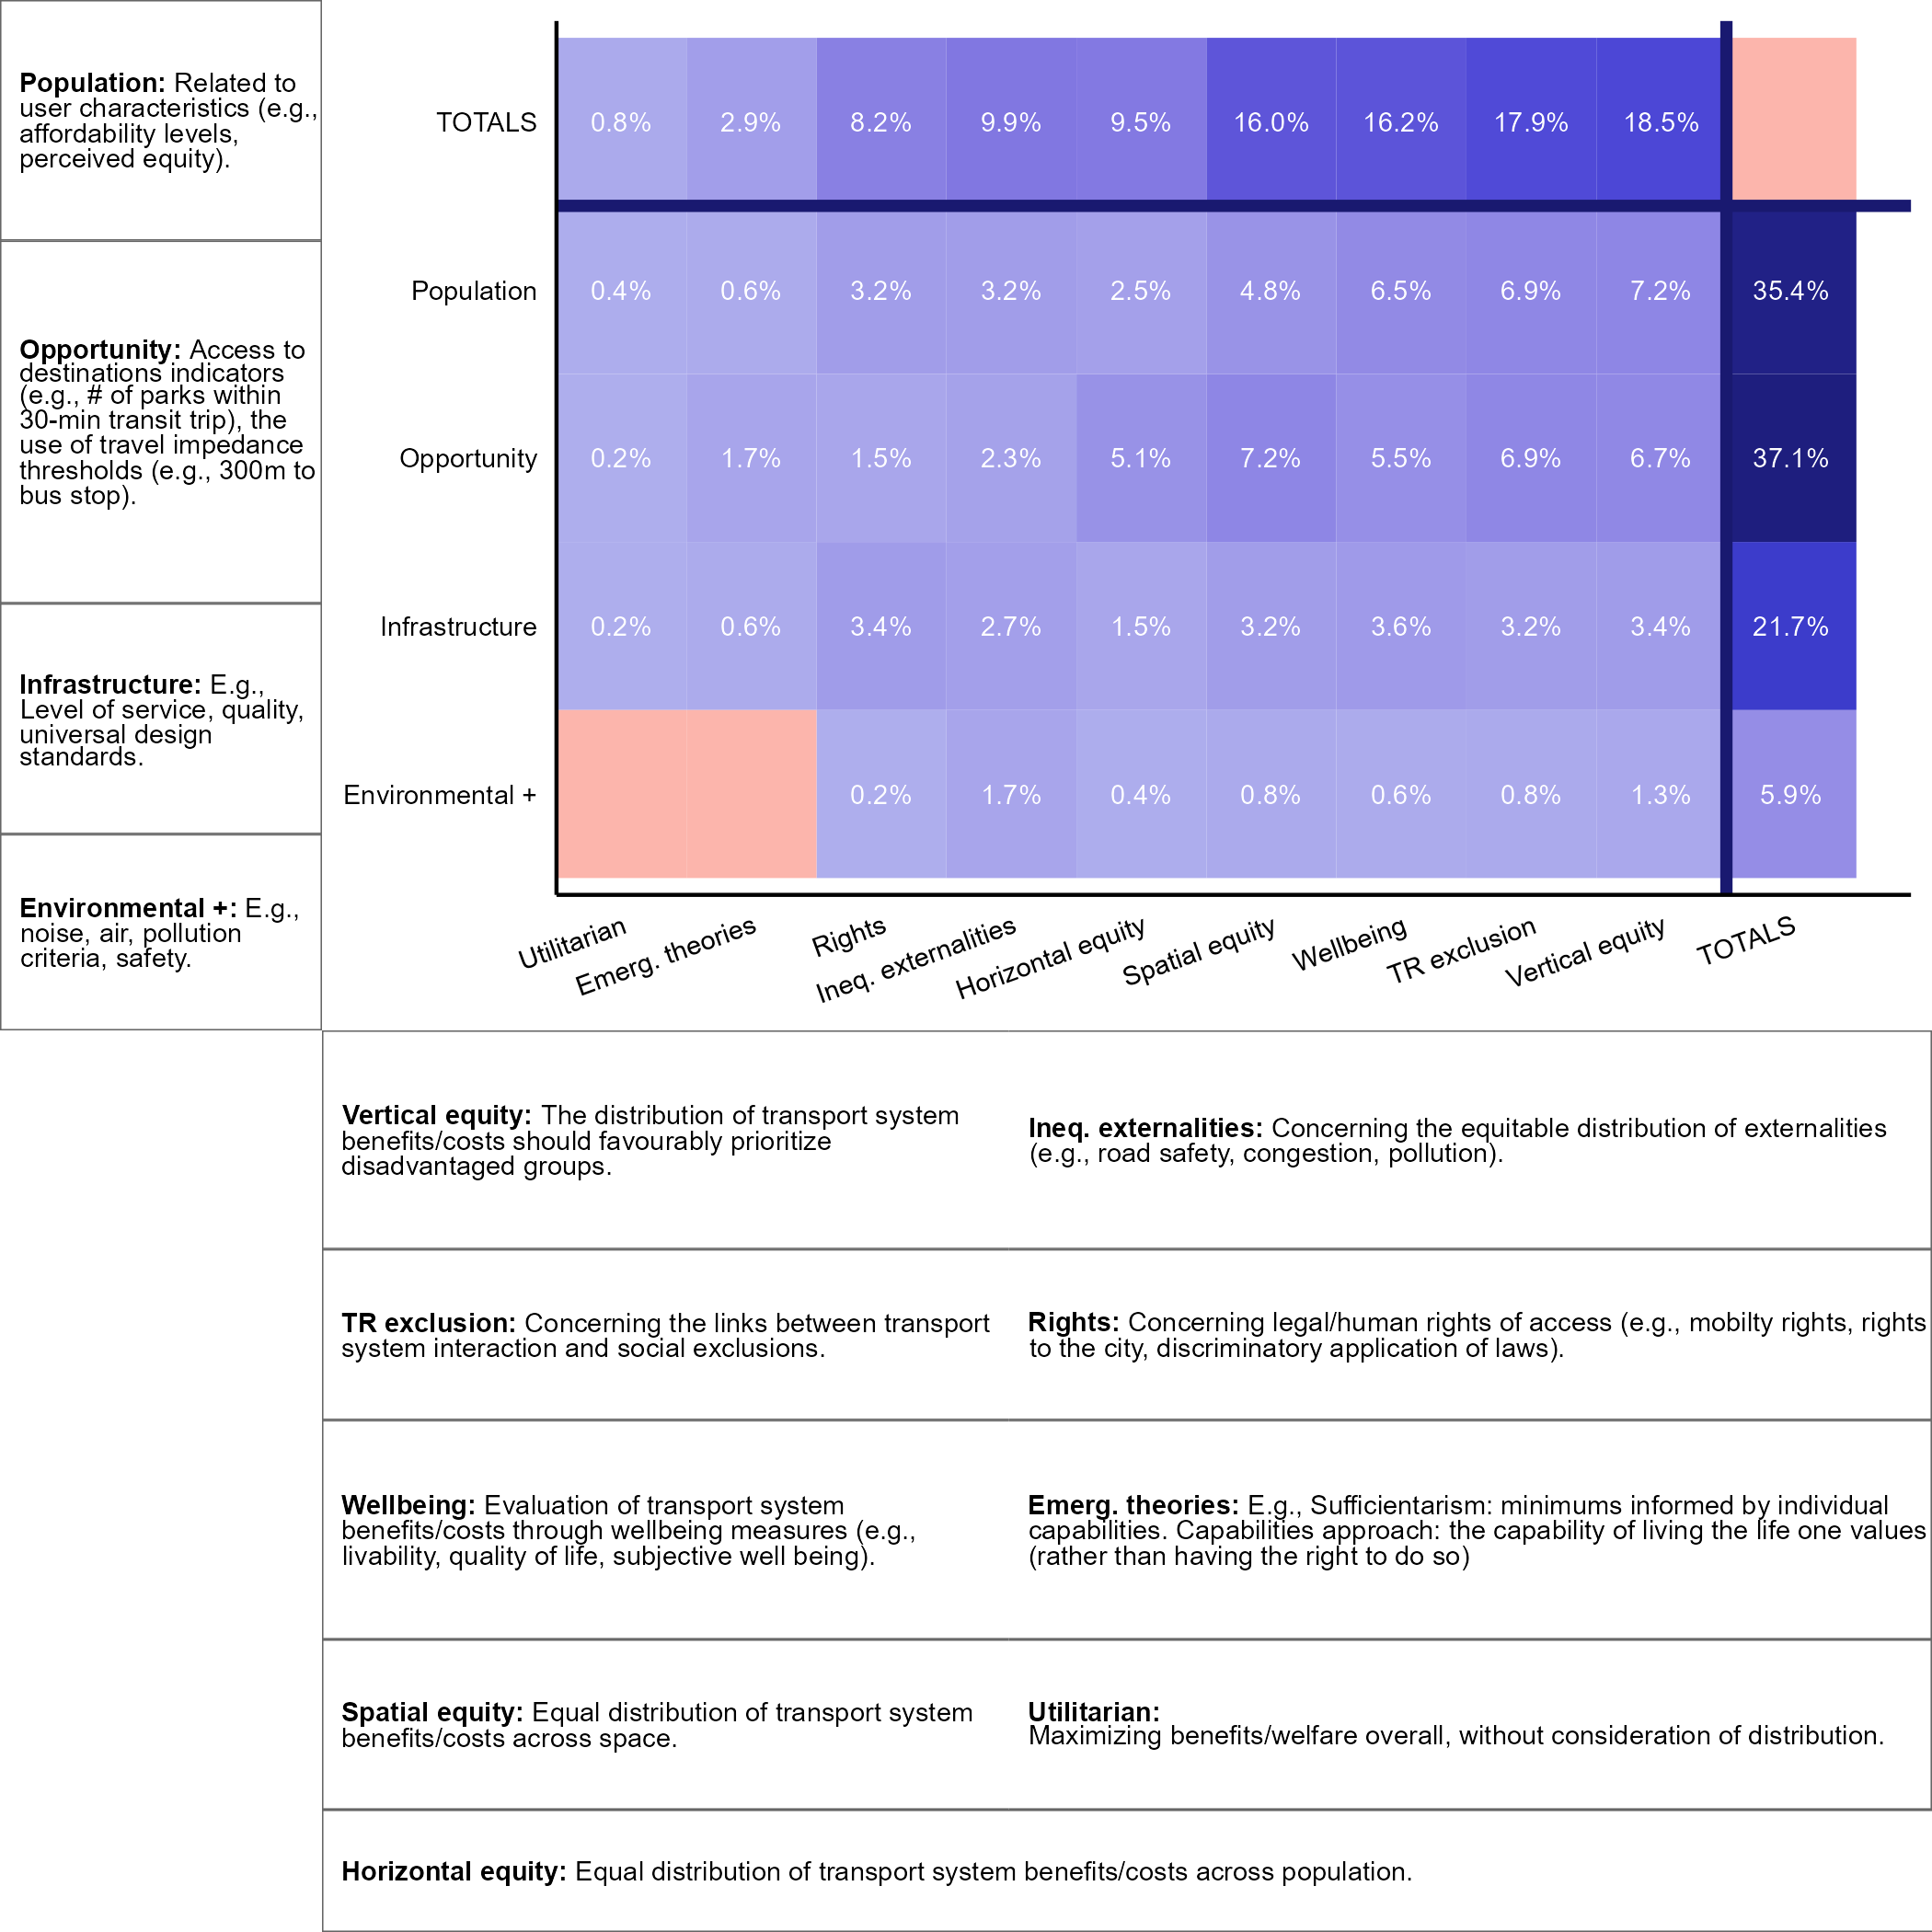 Population: Related to
user characteristics (e.g.,
affordability levels,
perceived equity).
Opportunity: Access to
destinations indicators
(e.g., # of parks within
30-min transit trip), the
use of travel impedance
thresholds (e.g., 300m to
bus stop).
Infrastructure: E.g.,
Level of service, quality,
universal design
standards.
Environmental +: E.g.,
noise, air, pollution
criteria, safety.
TOTALS 0.8% 2.9% 8.2% 9.9% 9.5% 16.0% 16.2% 17.9% 18.5%
Population 0.4% 0.6% 3.2% 3.2% 2.5% 4.8% 6.5% 6.9% 7.2% 35.4%
Opportunity 0.2% 1.7% 1.5% 2.3% 5.1% 7.2% 5.5% 6.9% 6.7% 37.1%
Infrastructure 0.2% 0.6% 3.4% 2.7% 1.5% 3.2% 3.6% 3.2% 3.4% 21.7%
Environmental + 0.2% 1.7% 0.4% 0.8% 0.6% 0.8% 1.3% 5.9%
Utilitarian
Emerg. theories
Rights
Ineq. externalities
Horizontal equity
Spatial equity
Wellbeing
TR exclusion
Vertical equity
TOTALS
Vertical equity: The distribution of transport system
benefits/costs should favourably prioritize
disadvantaged groups.
Ineq. externalities: Concerning the equitable distribution of externalities
(e.g., road safety, congestion, pollution).
TR exclusion: Concerning the links between transport
system interaction and social exclusions.
Rights: Concerning legal/human rights of access (e.g., mobilty rights, rights
to the city, discriminatory application of laws).
Wellbeing: Evaluation of transport system
benefits/costs through wellbeing measures (e.g.,
livability, quality of life, subjective well being).
Emerg. theories: E.g., Sufficientarism: minimums informed by individual
capabilities. Capabilities approach: the capability of living the life one values
(rather than having the right to do so)
Spatial equity: Equal distribution of transport system
benefits/costs across space.
Utilitarian:
Maximizing benefits/welfare overall, without consideration of distribution.
Horizontal equity: Equal distribution of transport system benefits/costs across population.